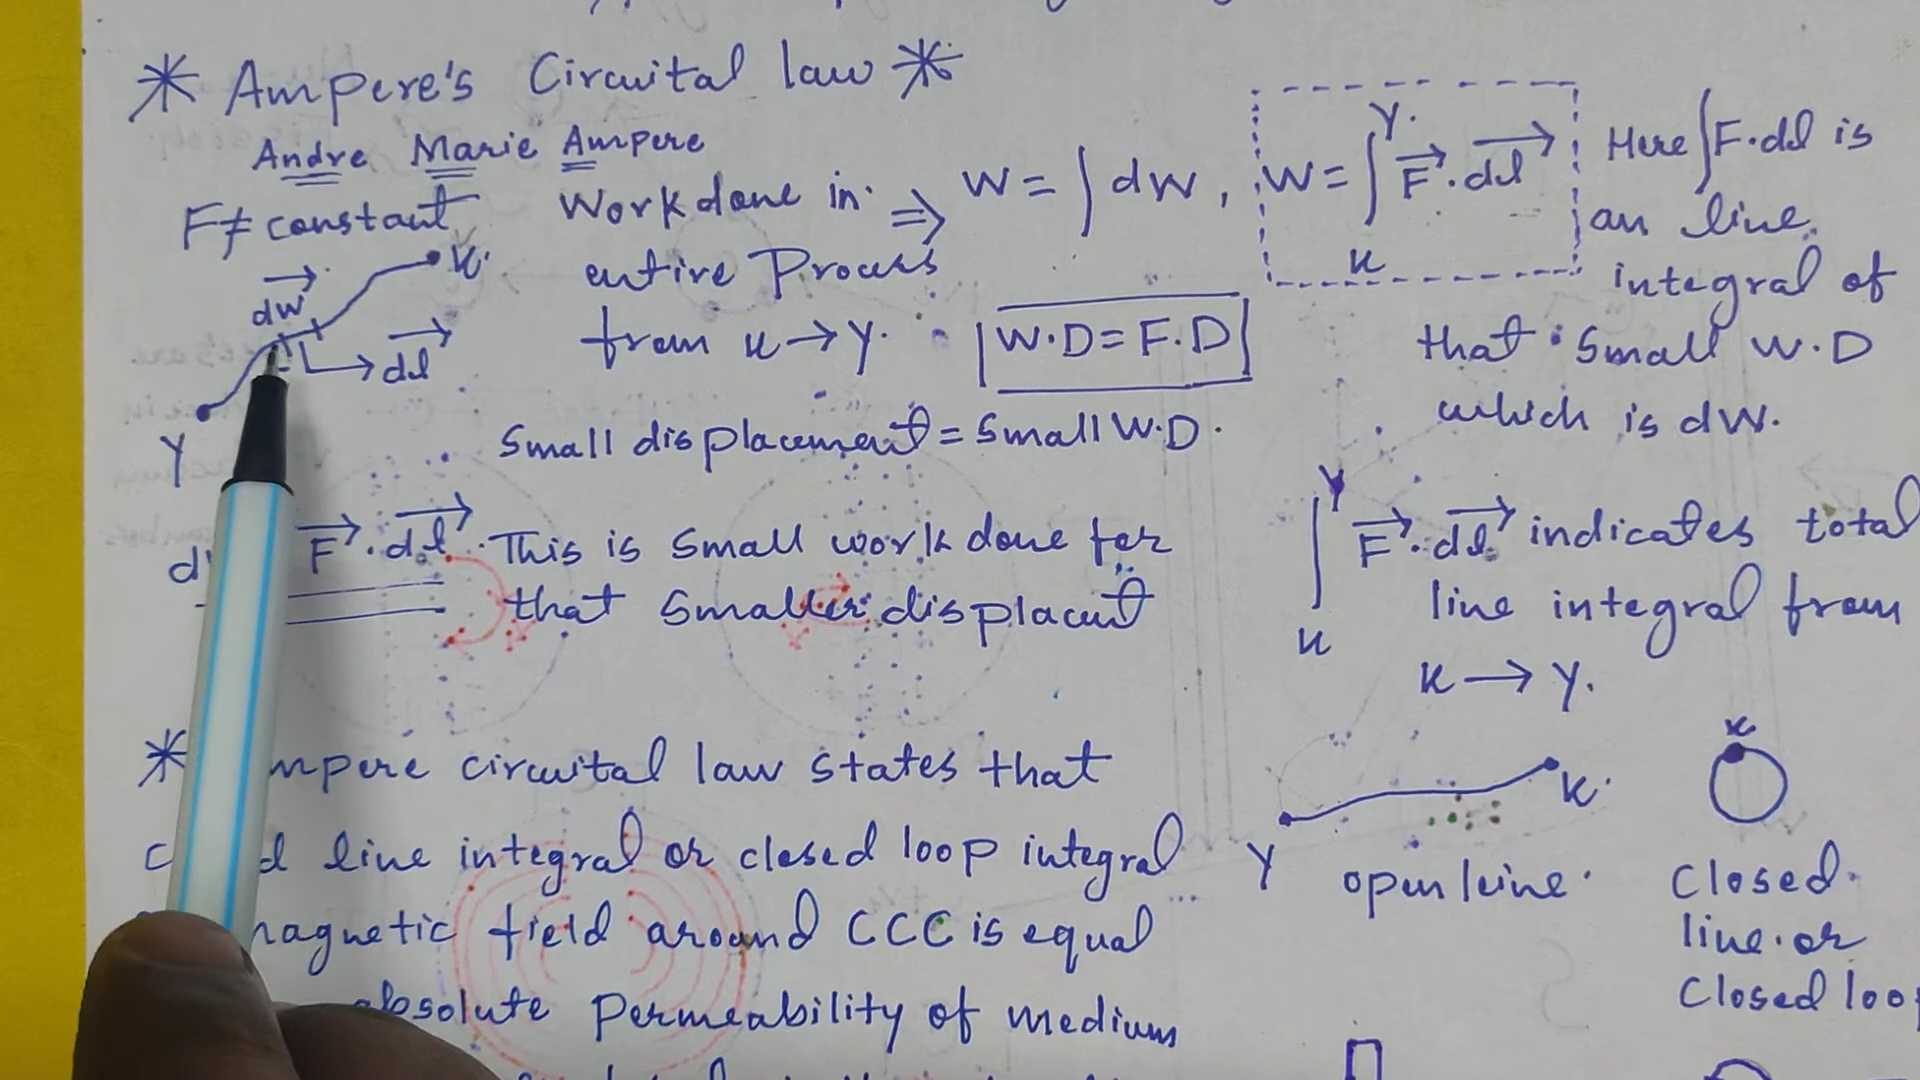 * Ampere's Circuital law *
Andre Marie Ampere
F ≠ constant
dw
dl
Y
Work done in
entire Process
from x → y.
⇒ W = ∫ dW, W = ∫ F . dl
Y.
x
|W.D = F.D|
Here ∫F.dl is
an line
integral of
that Small W.D
which is dW.
Small displacement = Small W.D.
F . dl . This is small work done for
that smaller displacut
Y
∫ F . dl indicates total
x
line integral from
x → Y.
* mpere circuital law states that
line integral or closed loop integral
magnetic field around CCC is equal
absolute Permeability of medium
Y
x.
open line.
x
Closed.
line or
Closed loo